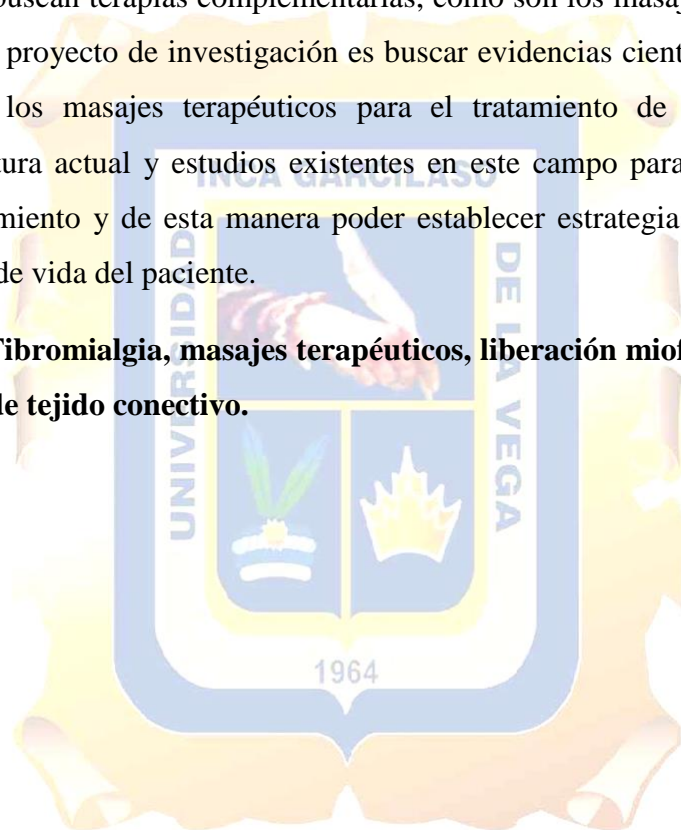 buscan terapias complementarias, como son los masaj
proyecto de investigación es buscar evidencias cient
los masajes terapéuticos para el tratamiento de
tura actual y estudios existentes en este campo para
miento y de esta manera poder establecer estrategia
de vida del paciente.
Fibromialgia, masajes terapéuticos, liberación miof
de tejido conectivo.
INCA GARCILASO
UNIVERSIDAD
DE LA VEGA
1964